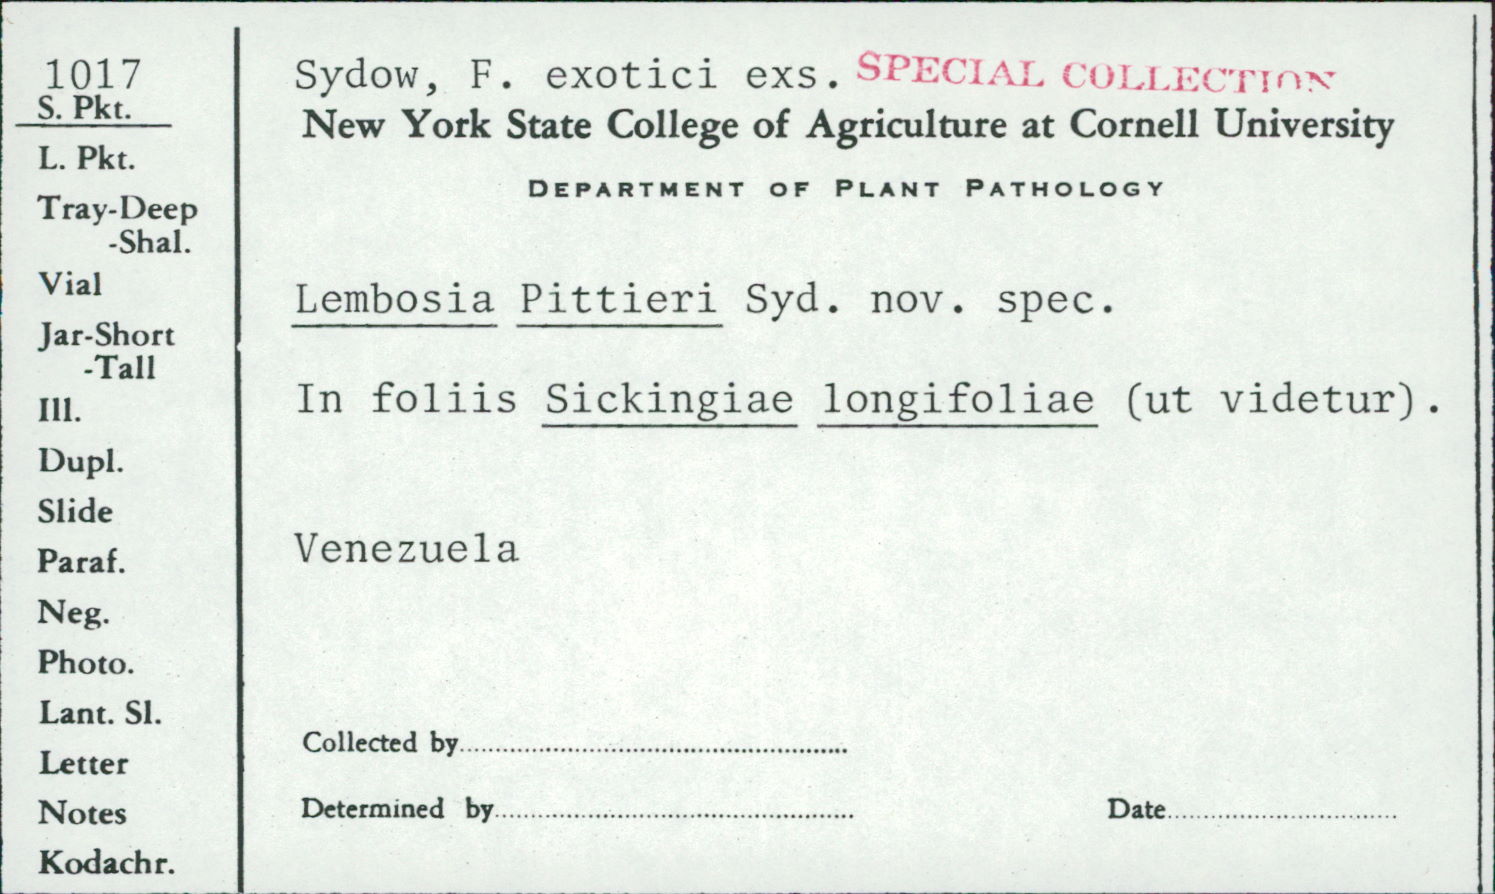 1017
S. Pkt.
L. Pkt.
Tray-Deep
-Shal.
Vial
Jar-Short
-Tall
Ill.
Dupl.
Slide
Paraf.
Neg.
Photo.
Lant. Sl.
Letter
Notes
Kodachr.
Sydow, F. exotici exs. SPECIAL COLLECTION
New York State College of Agriculture at Cornell University
DEPARTMENT OF PLANT PATHOLOGY
Lembosia Pittieri Syd. nov. spec.
In foliis Sickingiae longifoliae (ut videtur).
Venezuela
Collected by
Determined by Date